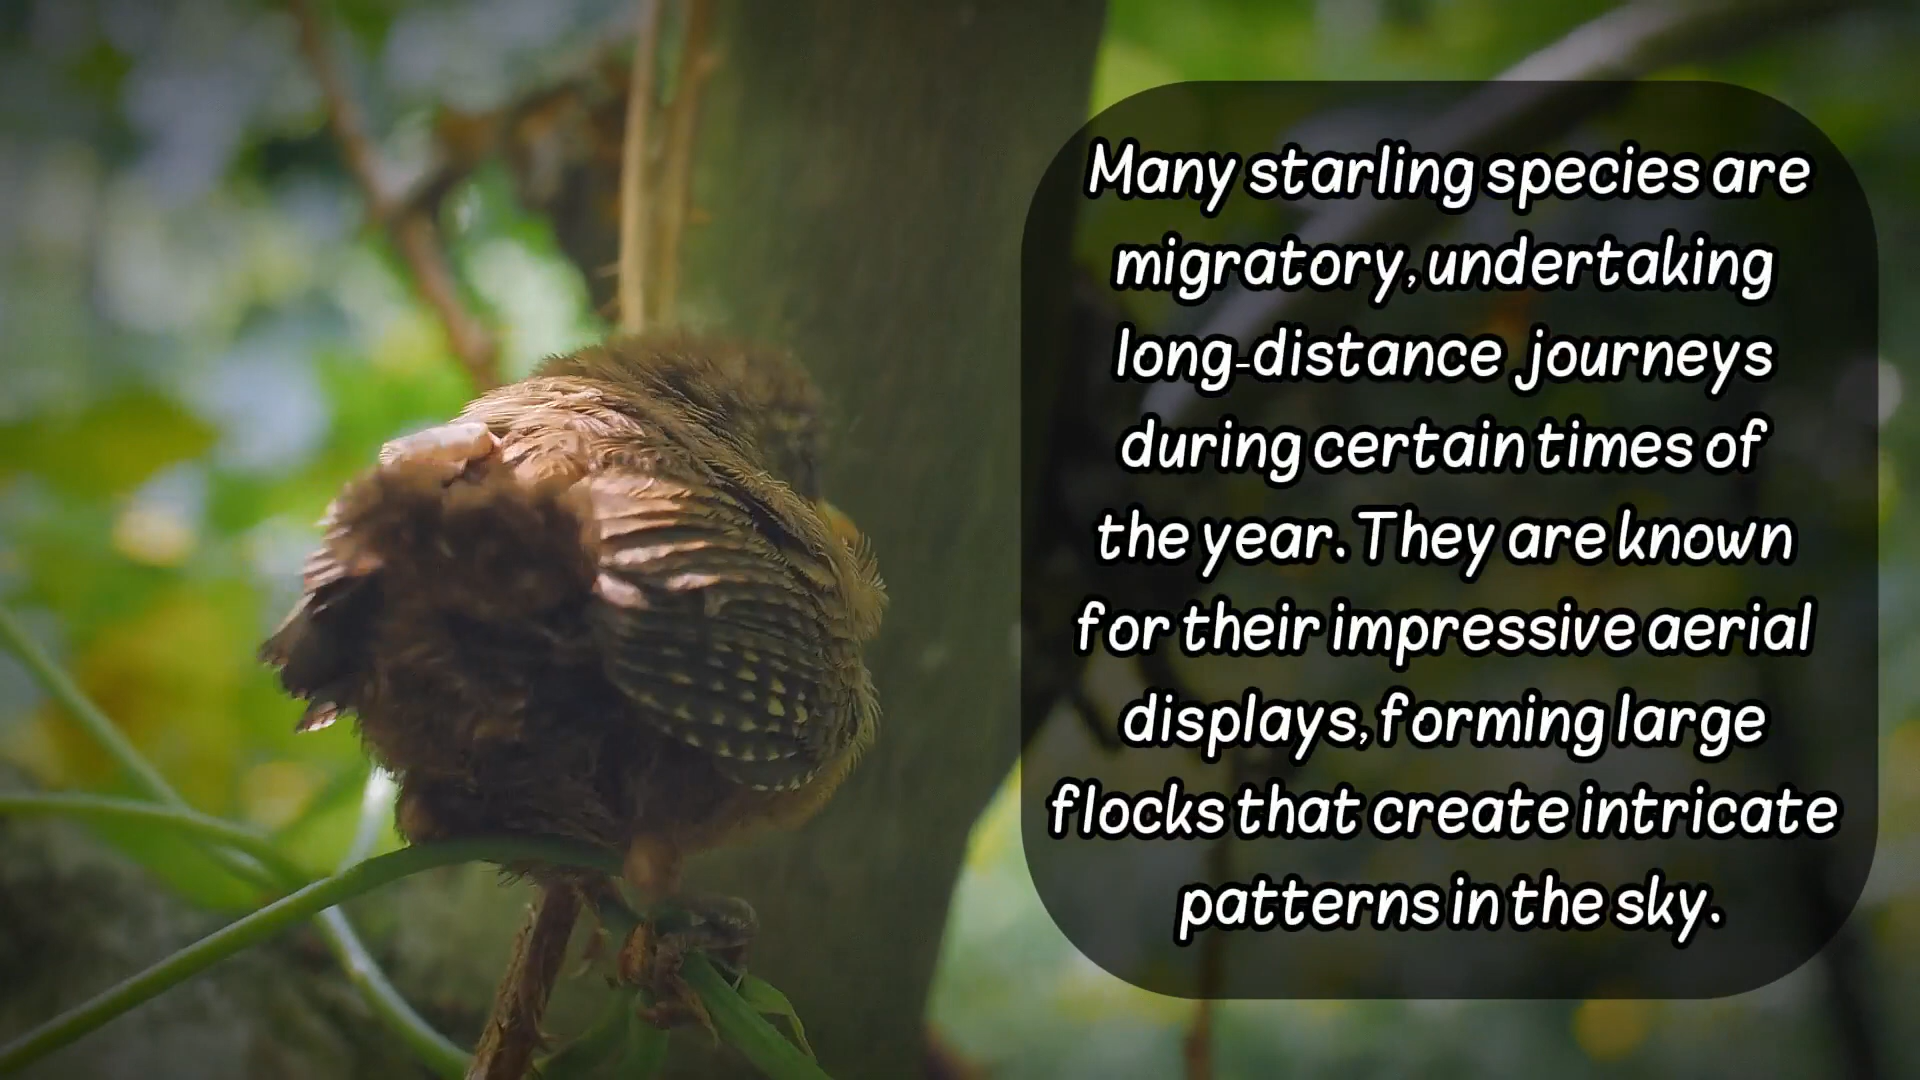 Many starling species are
migratory, undertaking
long-distance journeys
during certain times of
the year. They are known
for their impressive aerial
displays, forming large
flocks that create intricate
patterns in the sky.